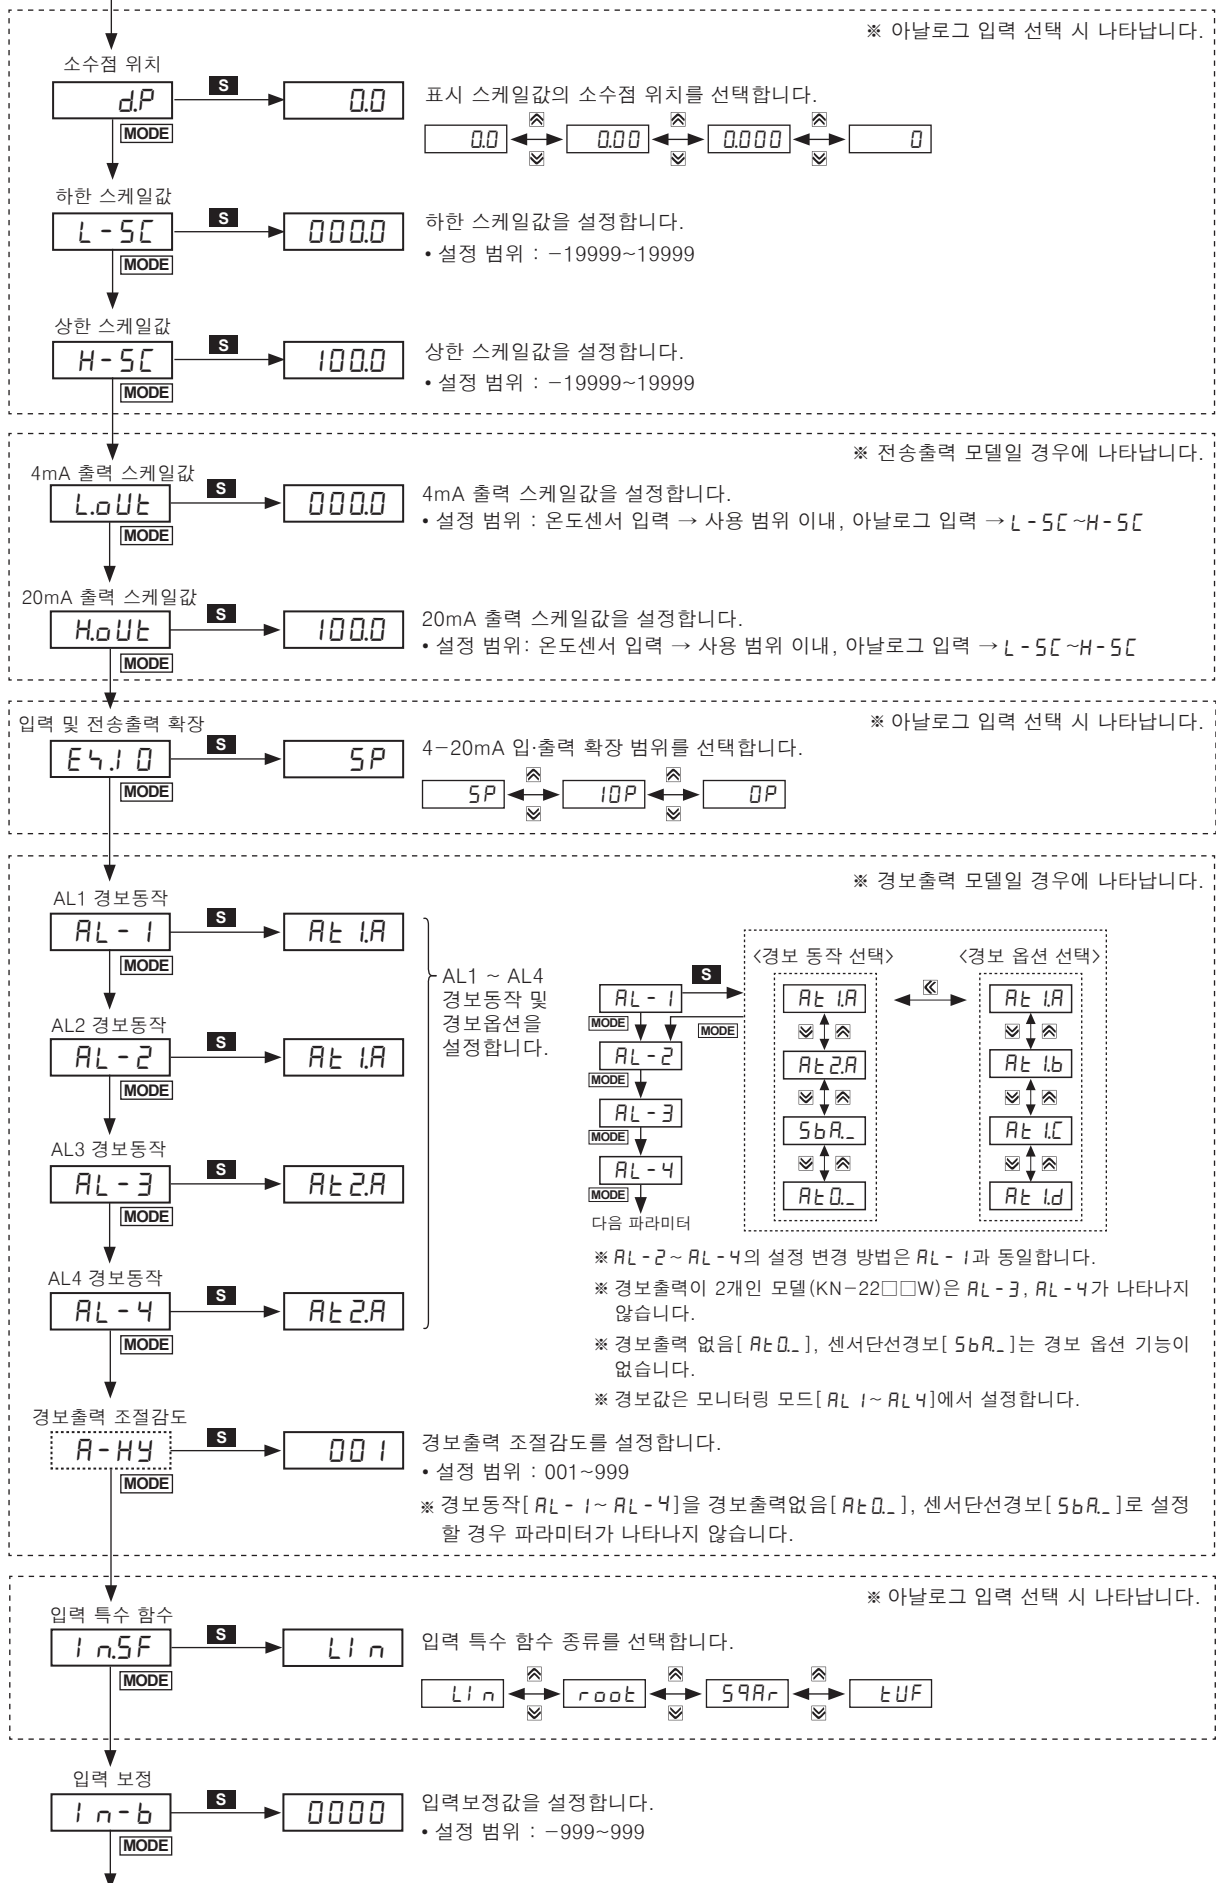 ※ 아날로그 입력 선택 시 나타납니다.
소수점 위치
d.P
S
0.0
MODE
표시 스케일값의 소수점 위치를 선택합니다.
0.0
0.00
0.000
0
하한 스케일값
L-SC
S
000.0
MODE
하한 스케일값을 설정합니다.
• 설정 범위 : -19999~19999
상한 스케일값
H-SC
S
100.0
MODE
상한 스케일값을 설정합니다.
• 설정 범위 : -19999~19999
※ 전송출력 모델일 경우에 나타납니다.
4mA 출력 스케일값
L.oUt
S
000.0
MODE
4mA 출력 스케일값을 설정합니다.
• 설정 범위 : 온도센서 입력 → 사용 범위 이내, 아날로그 입력 → L-SC~H-SC
20mA 출력 스케일값
H.oUt
S
100.0
MODE
20mA 출력 스케일값을 설정합니다.
• 설정 범위: 온도센서 입력 → 사용 범위 이내, 아날로그 입력 → L-SC~H-SC
※ 아날로그 입력 선택 시 나타납니다.
입력 및 전송출력 확장
S
5P
MODE
4-20mA 입·출력 확장 범위를 선택합니다.
5P
10P
0P
※ 경보출력 모델일 경우에 나타납니다.
AL1 경보동작
AL-1
S
At1.A
MODE
AL2 경보동작
AL-2
S
At1.A
MODE
AL3 경보동작
AL-3
S
At2.A
MODE
AL4 경보동작
AL-4
S
At2.A
MODE
AL1 ~ AL4
경보동작 및
경보옵션을
설정합니다.
AL-1
S
MODE
MODE
AL-2
MODE
AL-3
MODE
AL-4
MODE
다음 파라미터
<경보 동작 선택>
At1.A
At2.A
SbA._
At0._
<경보 옵션 선택>
At1.A
At1.b
At1.C
At1.d
※ AL-2~AL-4의 설정 변경 방법은 AL-1과 동일합니다.
※ 경보출력이 2개인 모델(KN-22□□W)은 AL-3, AL-4가 나타나지
않습니다.
※ 경보출력 없음[At0._], 센서단선경보[SbA._]는 경보 옵션 기능이
없습니다.
※ 경보값은 모니터링 모드[AL1~AL4]에서 설정합니다.
경보출력 조절감도
A-HY
S
001
MODE
경보출력 조절감도를 설정합니다.
• 설정 범위 : 001~999
※ 경보동작[AL-1~AL-4]을 경보출력없음[At0._], 센서단선경보[SbA._]로 설정
할 경우 파라미터가 나타나지 않습니다.
※ 아날로그 입력 선택 시 나타납니다.
입력 특수 함수
In.SF
S
LIn
MODE
입력 특수 함수 종류를 선택합니다.
LIn
root
SqAr
tUF
입력 보정
In-b
S
0000
MODE
입력보정값을 설정합니다.
• 설정 범위 : -999~999